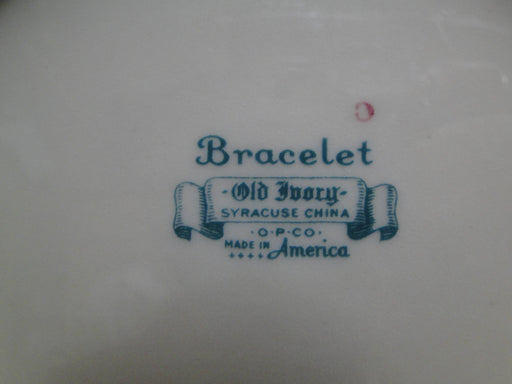 Bracelet
-Old Ivory-
SYRACUSE CHINA
·O·P·CO·
MADE IN America
++++